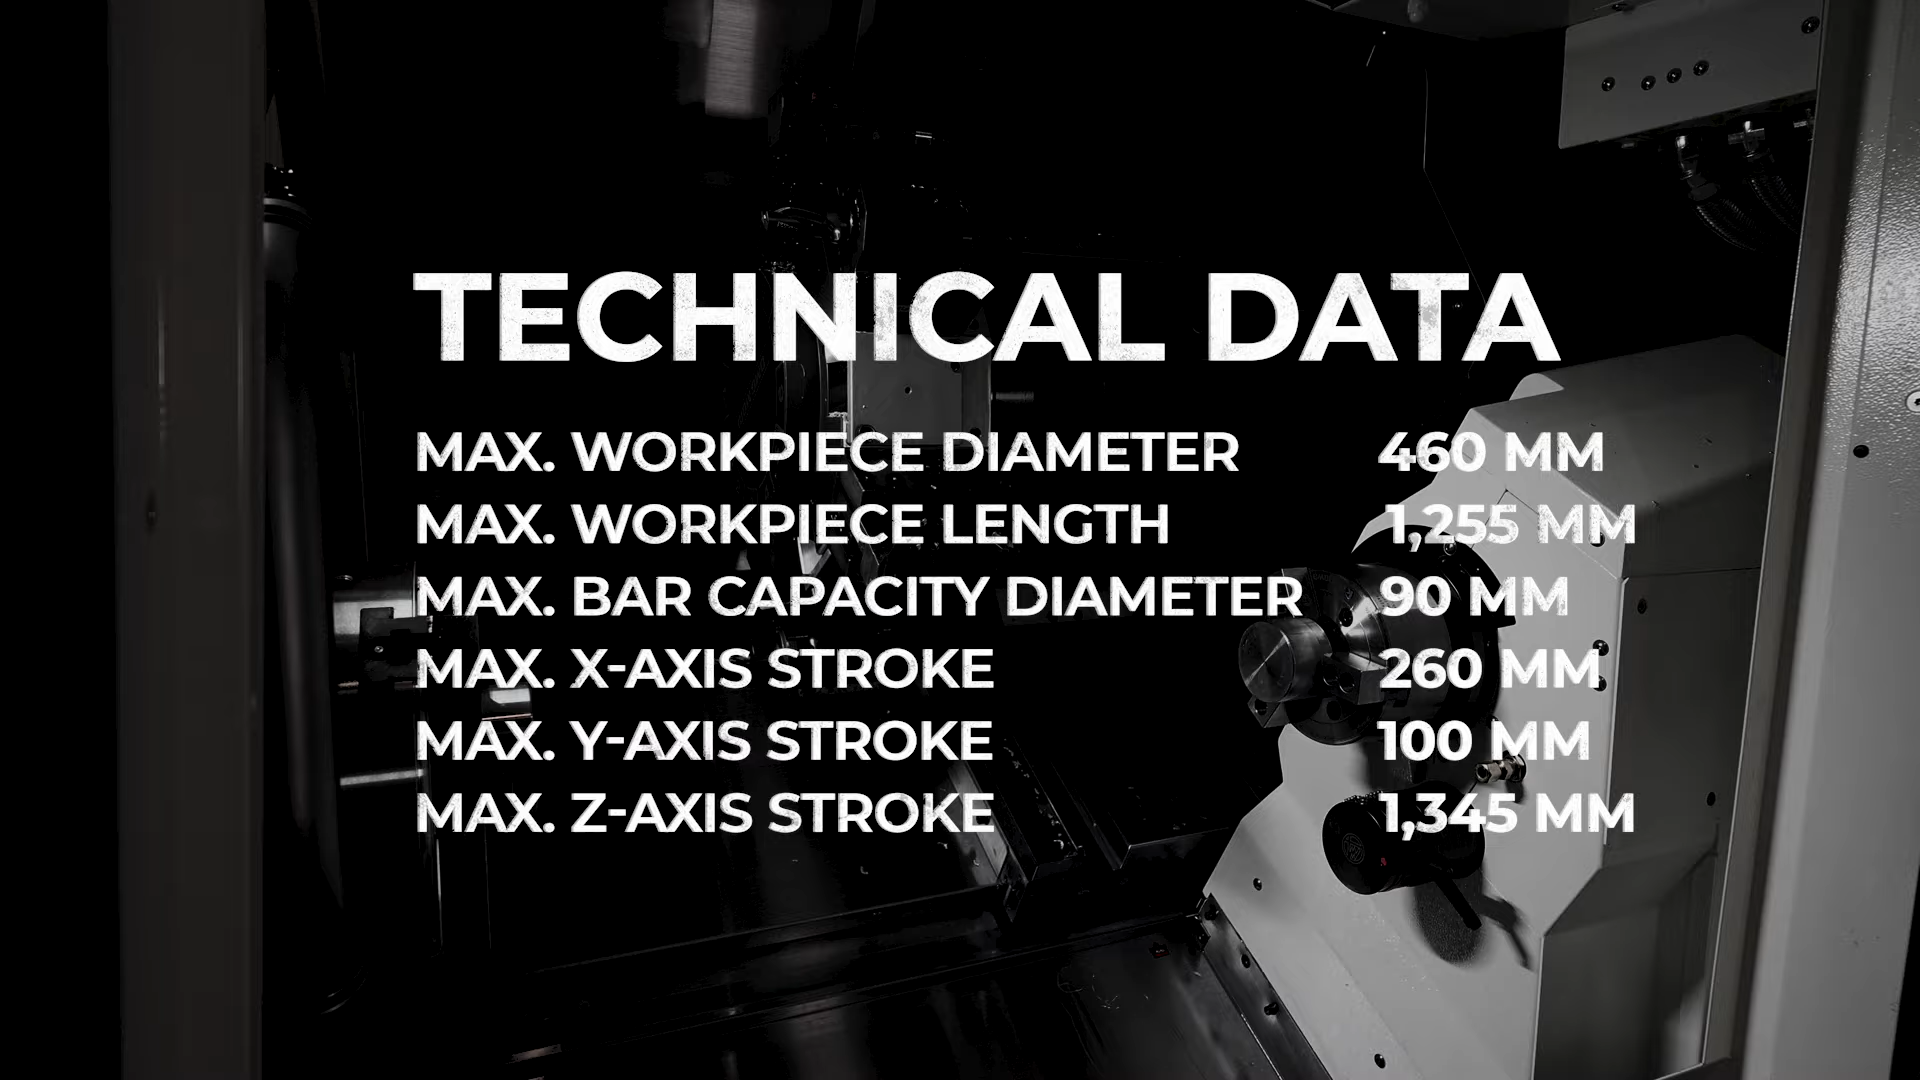 TECHNICAL DATA
MAX. WORKPIECE DIAMETER 460 MM
MAX. WORKPIECE LENGTH 1,255 MM
MAX. BAR CAPACITY DIAMETER 90 MM
MAX. X-AXIS STROKE 260 MM
MAX. Y-AXIS STROKE 100 MM
MAX. Z-AXIS STROKE 1,345 MM